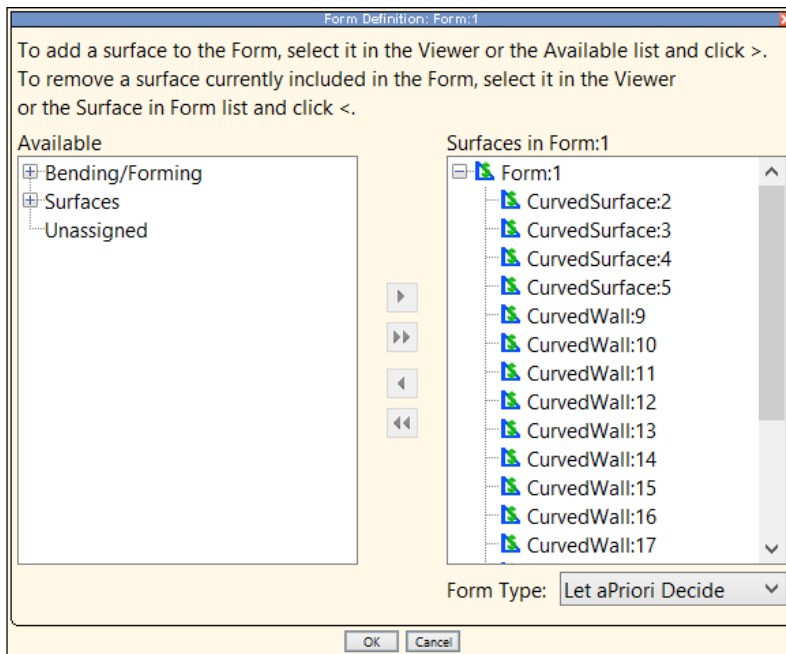 Form Definition: Form:1
To add a surface to the Form, select it in the Viewer or the Available list and click >.
To remove a surface currently included in the Form, select it in the Viewer
or the Surface in Form list and click <.
Available
Bending/Forming
Surfaces
Unassigned
Surfaces in Form:1
Form:1
CurvedSurface:2
CurvedSurface:3
CurvedSurface:4
CurvedSurface:5
CurvedWall:9
CurvedWall:10
CurvedWall:11
CurvedWall:12
CurvedWall:13
CurvedWall:14
CurvedWall:15
CurvedWall:16
CurvedWall:17
Form Type: Let aPriori Decide
OK Cancel